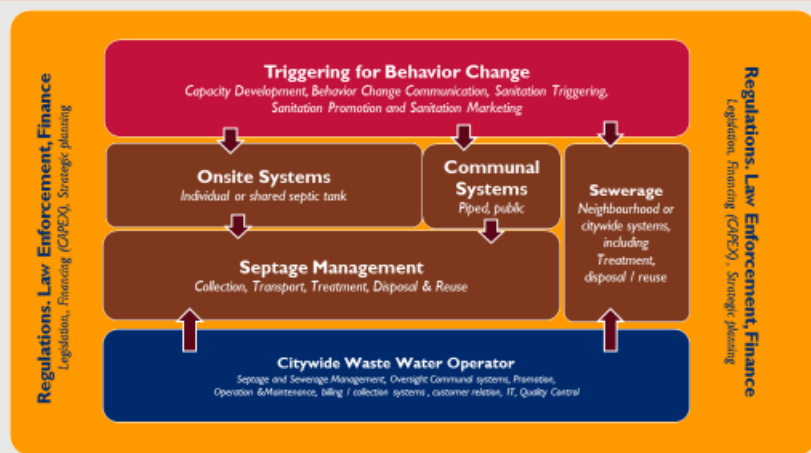 Regulations. Law Enforcement, Finance
Legislation, Financing (CAPEX), Strategic planning
Triggering for Behavior Change
Capacity Development, Behavior Change Communication, Sanitation Triggering,
Sanitation Promotion and Sanitation Marketing
Onsite Systems
Individual or shared septic tank
Communal
Systems
Piped, public
Sewerage
Neighbourhood or
citywide systems,
including
Treatment,
disposal / reuse
Septage Management
Collection, Transport, Treatment, Disposal & Reuse
Citywide Waste Water Operator
Septage and Sewerage Management, Oversight Communal systems, Promotion,
Operation &Maintenance, billing / collection systems , customer relation, IT, Quality Control
Regulations. Law Enforcement, Finance
Legislation, Financing (CAPEX) , Strategic planning